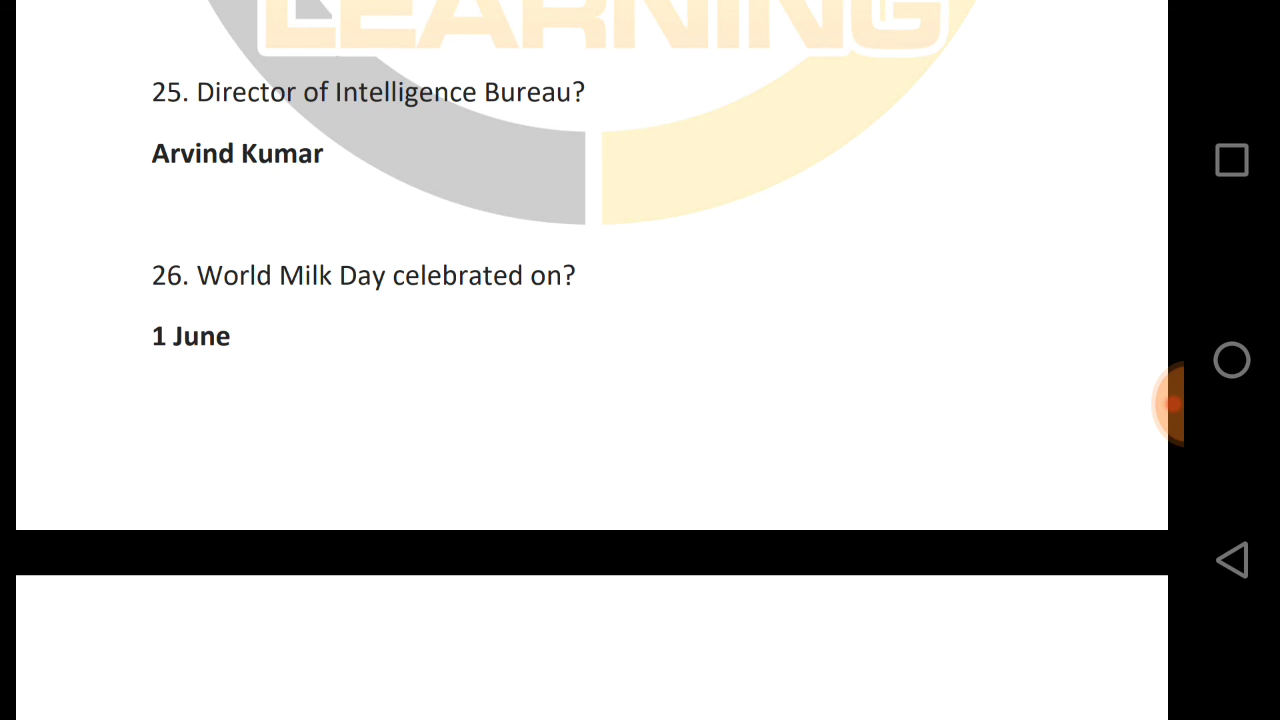 LEARNING
25. Director of Intelligence Bureau?
Arvind Kumar
26. World Milk Day celebrated on?
1 June